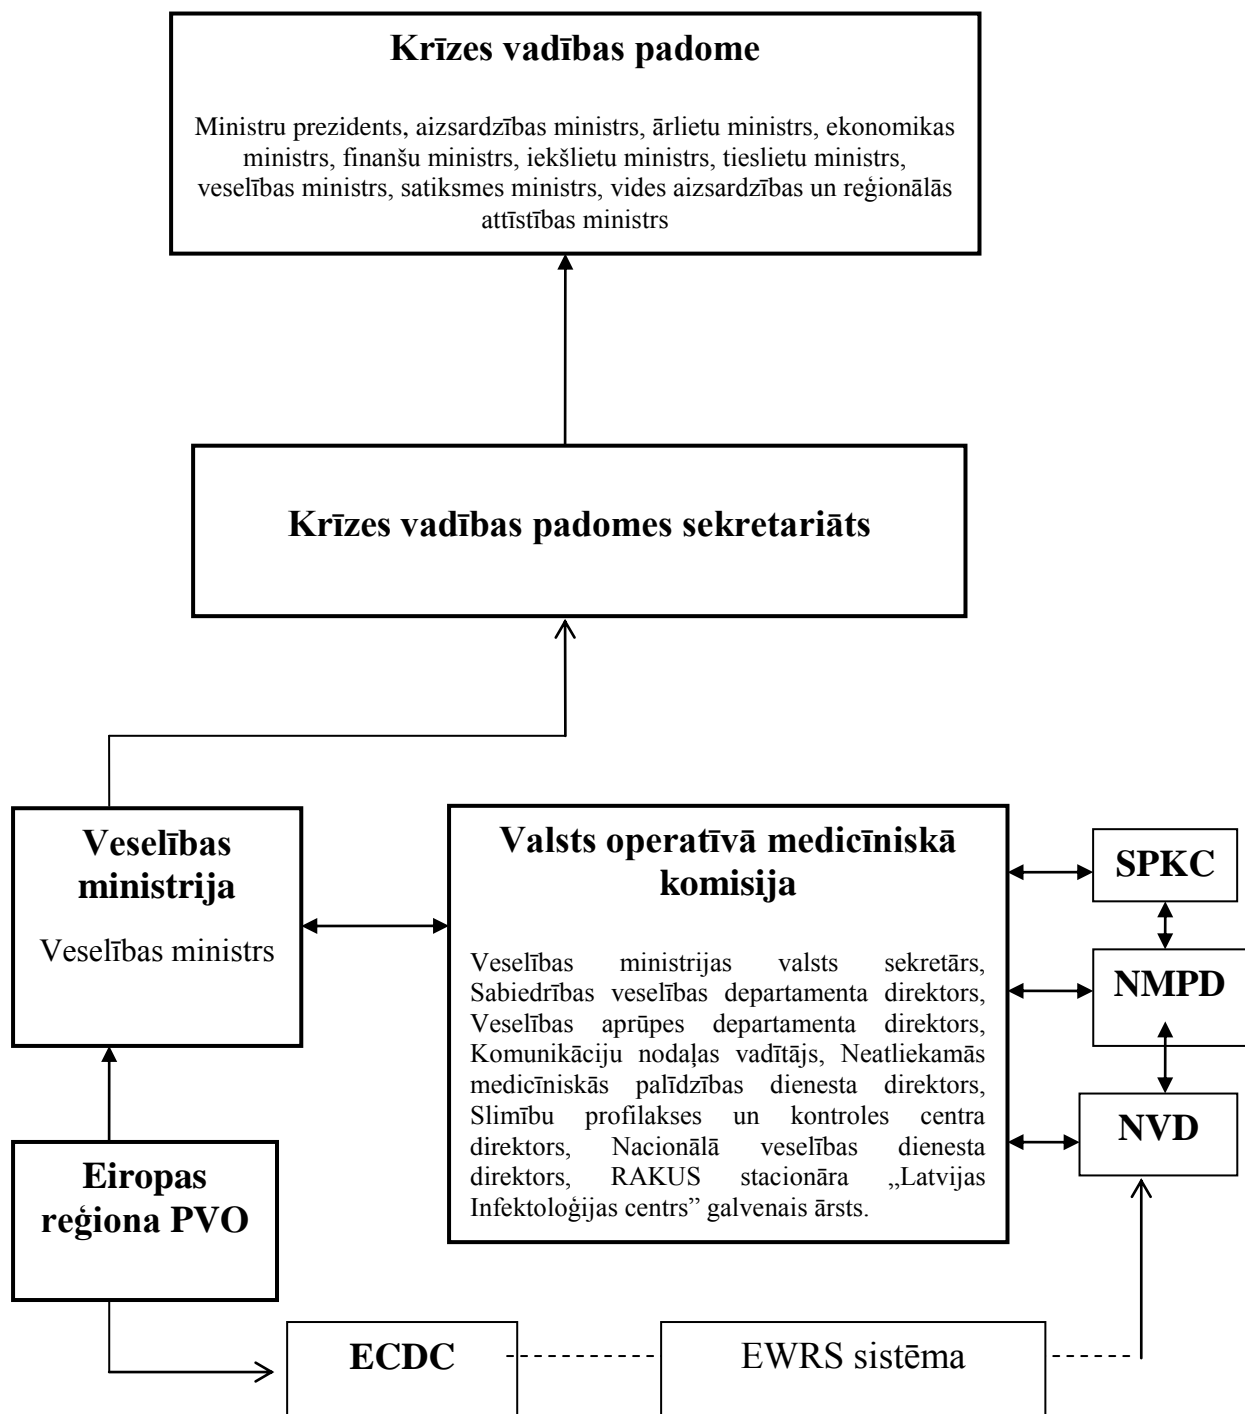 Krīzes vadības padome
Ministru prezidents, aizsardzības ministrs, ārlietu ministrs, ekonomikas
ministrs, finanšu ministrs, iekšlietu ministrs, tieslietu ministrs,
veselības ministrs, satiksmes ministrs, vides aizsardzības un reģionālās
attīstības ministrs
Krīzes vadības padomes sekretariāts
Veselības
ministrija
Veselības ministrs
Valsts operatīvā medicīniskā
komisija
Veselības ministrijas valsts sekretārs,
Sabiedrības veselības departamenta direktors,
Veselības aprūpes departamenta direktors,
Komunikāciju nodaļas vadītājs, Neatliekamās
medicīniskās palīdzības dienesta direktors,
Slimību profilakses un kontroles centra
direktors, Nacionālā veselības dienesta
direktors, RAKUS stacionāra „Latvijas
Infektoloģijas centrs” galvenais ārsts.
SPKC
NMPD
NVD
Eiropas
reģiona PVO
ECDC
EWRS sistēma